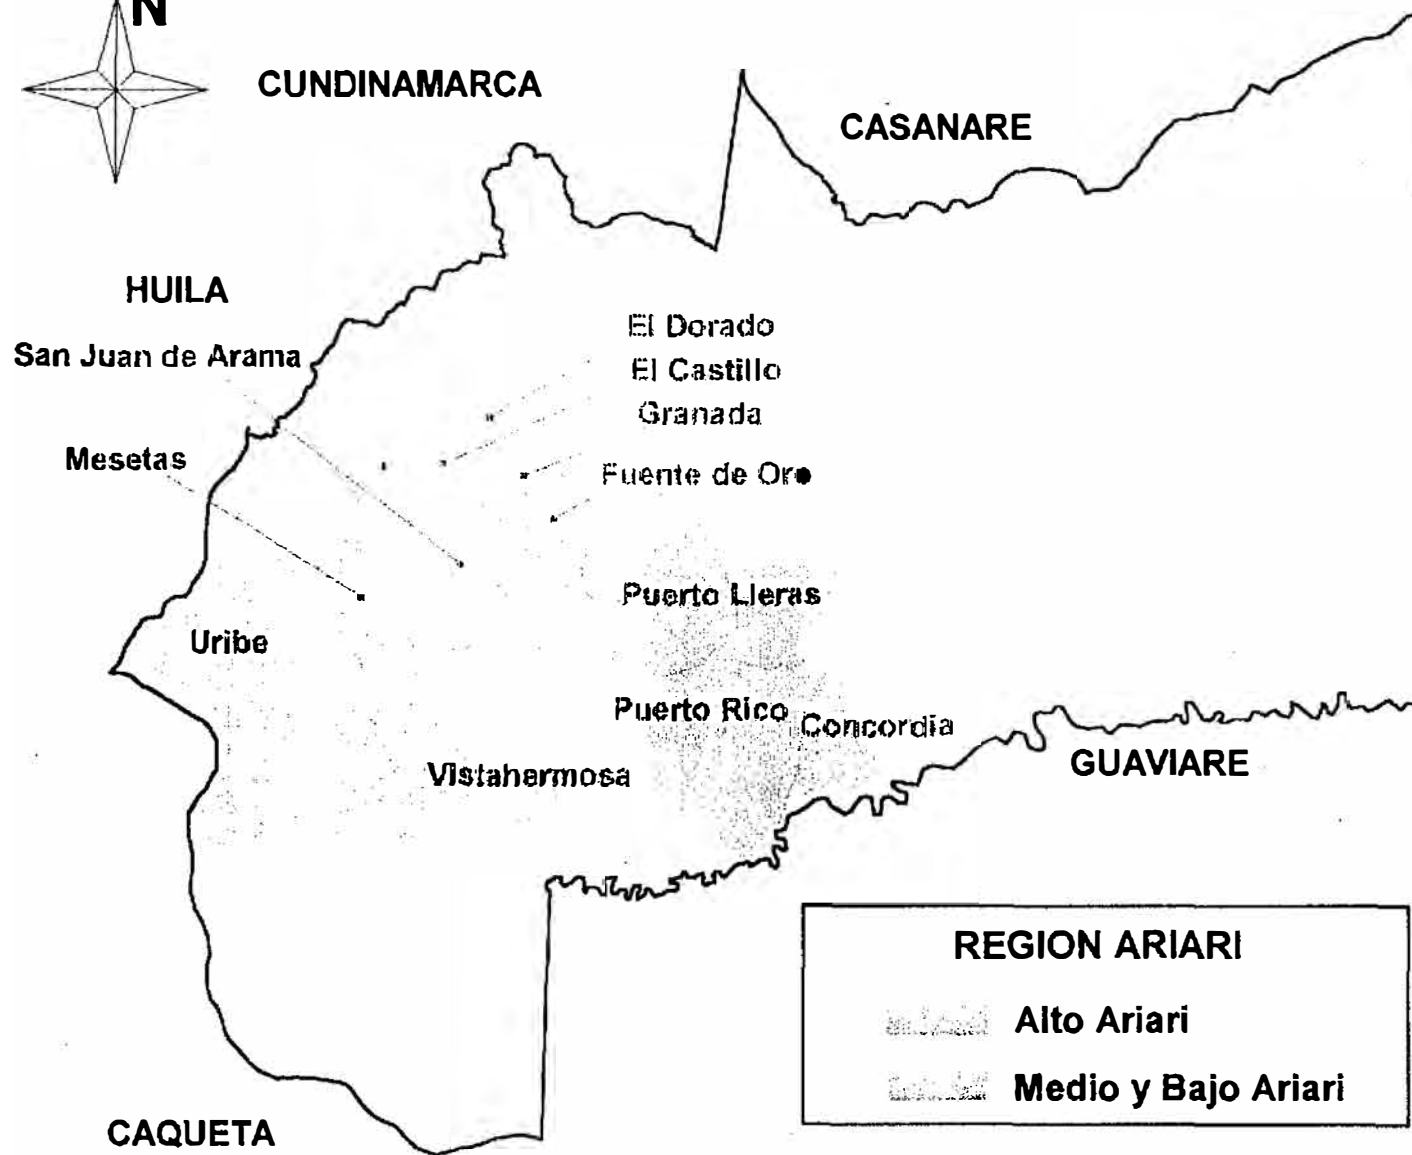 N
CUNDINAMARCA
CASANARE
HUILA
San Juan de Arama
El Dorado
El Castillo
Granada
Mesetas
Fuente de Oro
Puerto Lleras
Uribe
Puerto Rico
Concordia
Vistahermosa
GUAVIARE
REGION ARIARI
Alto Ariari
Medio y Bajo Ariari
CAQUETA